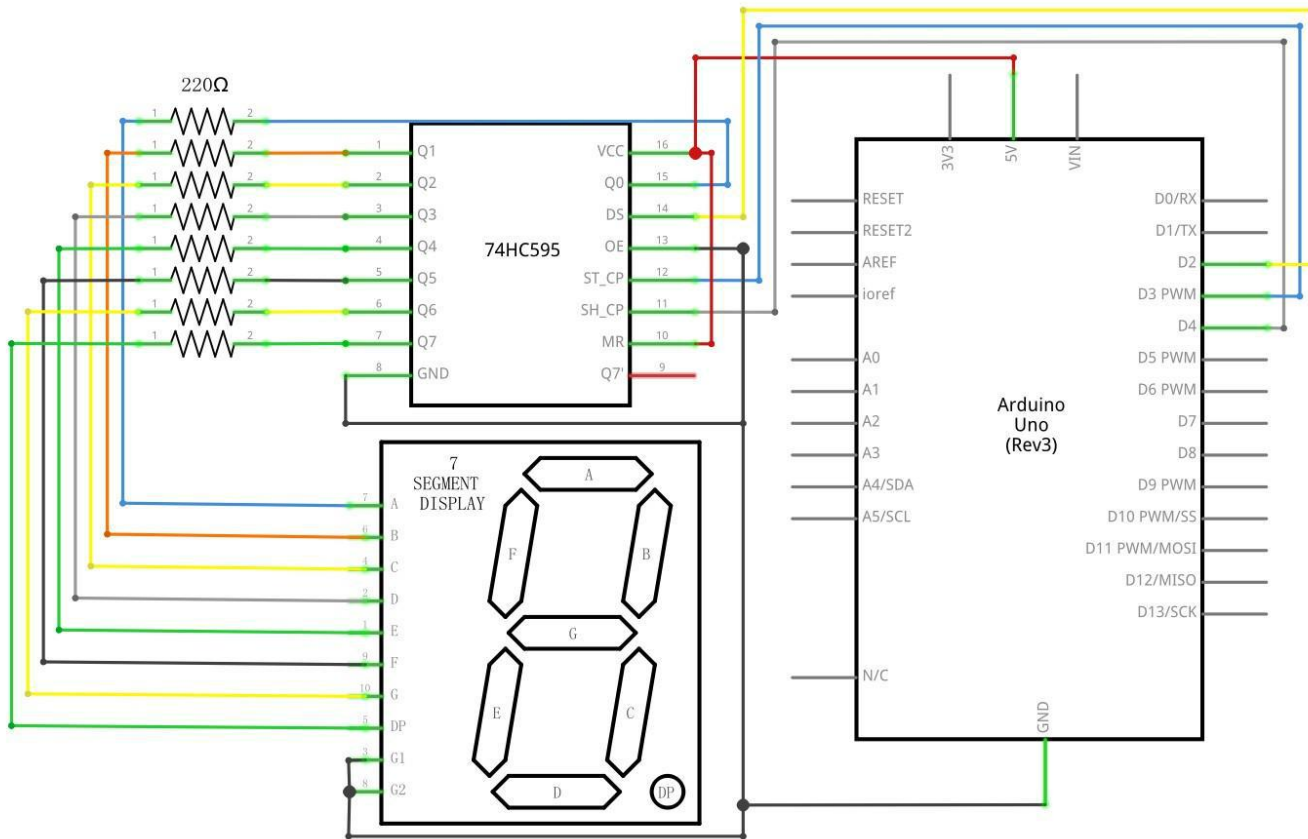 220Ω
1 2
1 2
1 2
1 2
1 2
1 2
1 2
1 2
74HC595
1 Q1
2 Q2
3 Q3
4 Q4
5 Q5
6 Q6
7 Q7
8 GND
VCC 16
Q0 15
DS 14
OE 13
ST_CP 12
SH_CP 11
MR 10
Q7' 9
7
SEGMENT
DISPLAY
7 A
6 B
4 C
2 D
1 E
9 F
10 G
5 DP
3 G1
8 G2
A
F
B
G
E
C
D
DP
3V3
5V
VIN
RESET
RESET2
AREF
ioref
A0
A1
A2
A3
A4/SDA
A5/SCL
N/C
Arduino
Uno
(Rev3)
D0/RX
D1/TX
D2
D3 PWM
D4
D5 PWM
D6 PWM
D7
D8
D9 PWM
D10 PWM/SS
D11 PWM/MOSI
D12/MISO
D13/SCK
GND